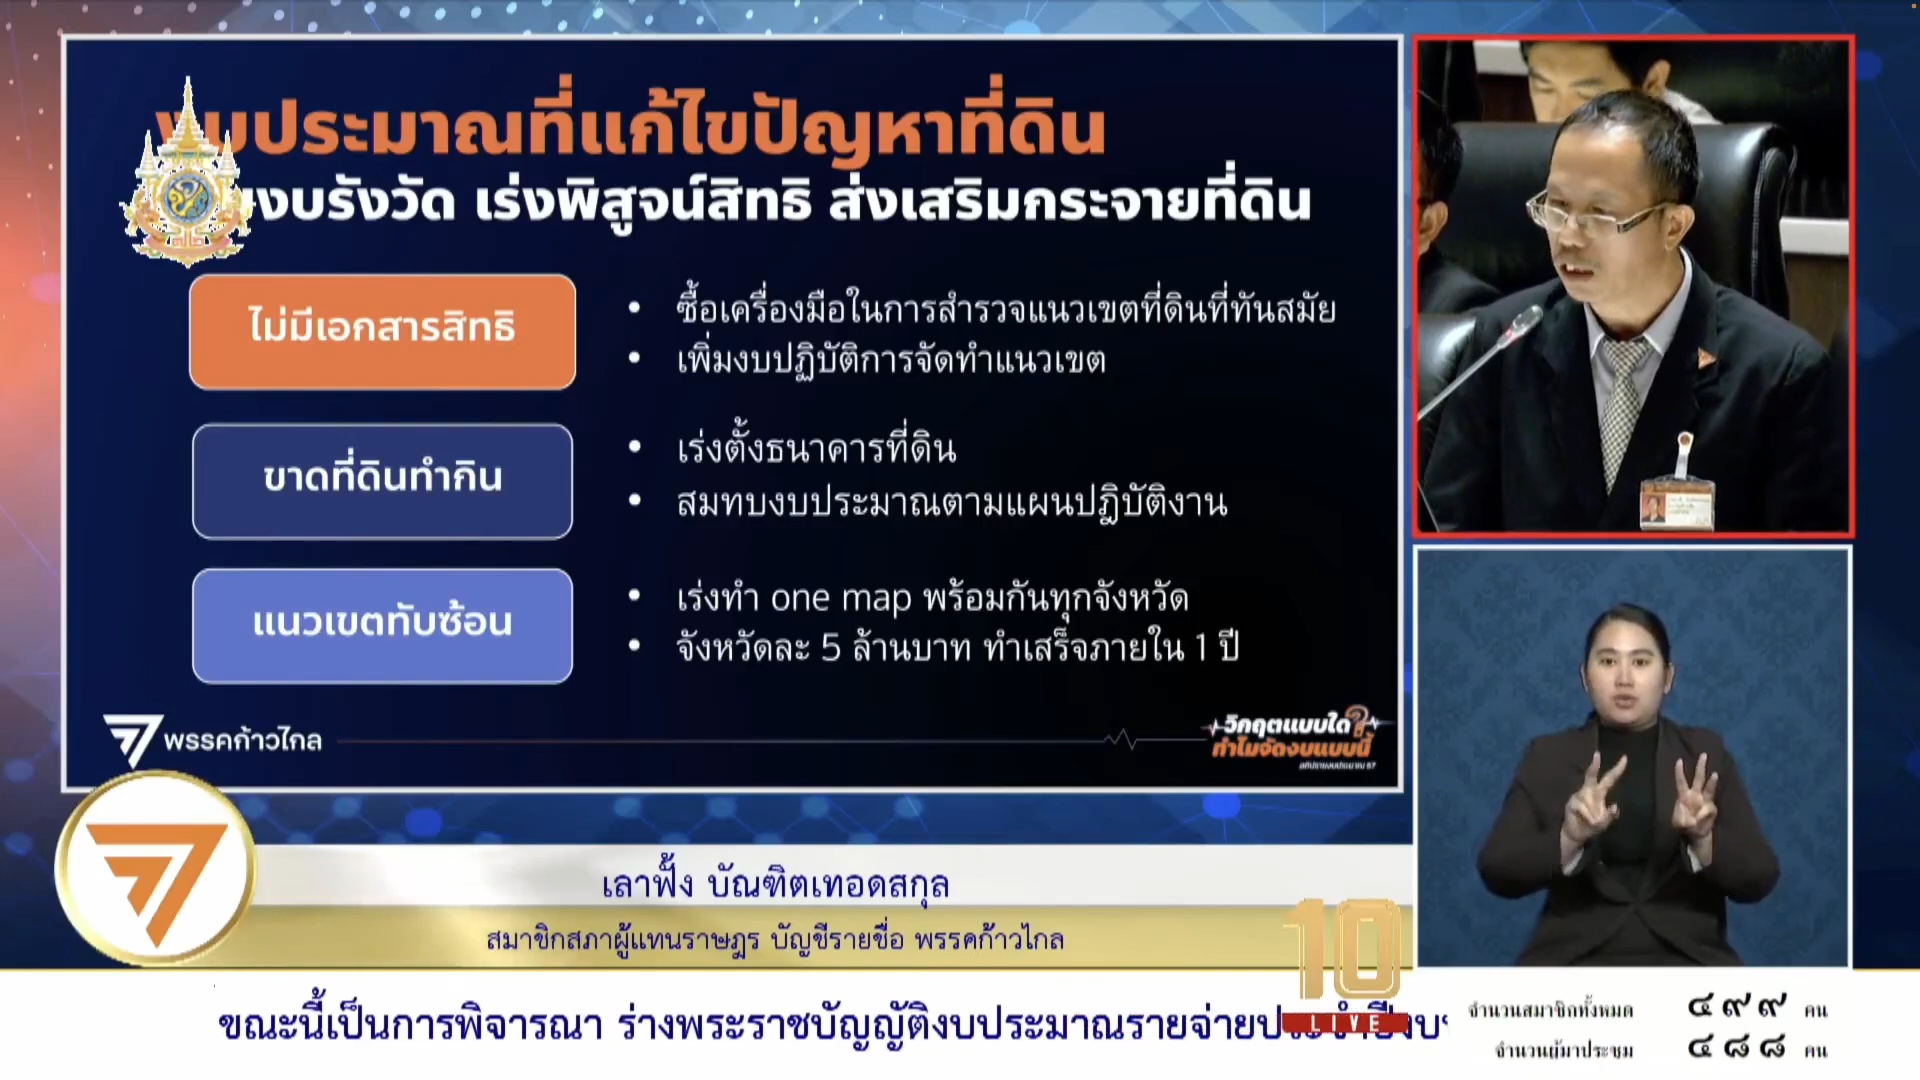 งบประมาณที่แก้ไขปัญหาที่ดิน
งบรังวัด เร่งพิสูจน์สิทธิ ส่งเสริมกระจายที่ดิน
ไม่มีเอกสารสิทธิ
• ซื้อเครื่องมือในการสำรวจแนวเขตที่ดินที่ทันสมัย
• เพิ่มงบปฏิบัติการจัดทำแนวเขต
ขาดที่ดินทำกิน
• เร่งตั้งธนาคารที่ดิน
• สมทบงบประมาณตามแผนปฎิบัติงาน
แนวเขตทับซ้อน
• เร่งทำ one map พร้อมกันทุกจังหวัด
• จังหวัดละ 5 ล้านบาท ทำเสร็จภายใน 1 ปี
พรรคก้าวไกล
วิกฤตแบบใด?
ทำไมจัดงบแบบนี้
อภิปรายงบประมาณ 67
เลาฟั้ง บัณฑิตเทอดสกุล
สมาชิกสภาผู้แทนราษฎร บัญชีรายชื่อ พรรคก้าวไกล
10
LIVE
ขณะนี้เป็นการพิจารณา ร่างพระราชบัญญัติงบประมาณรายจ่าย
จำนวนสมาชิกทั้งหมด ๔๙๙ คน
จำนวนผู้มาประชุม ๔๘๘ คน